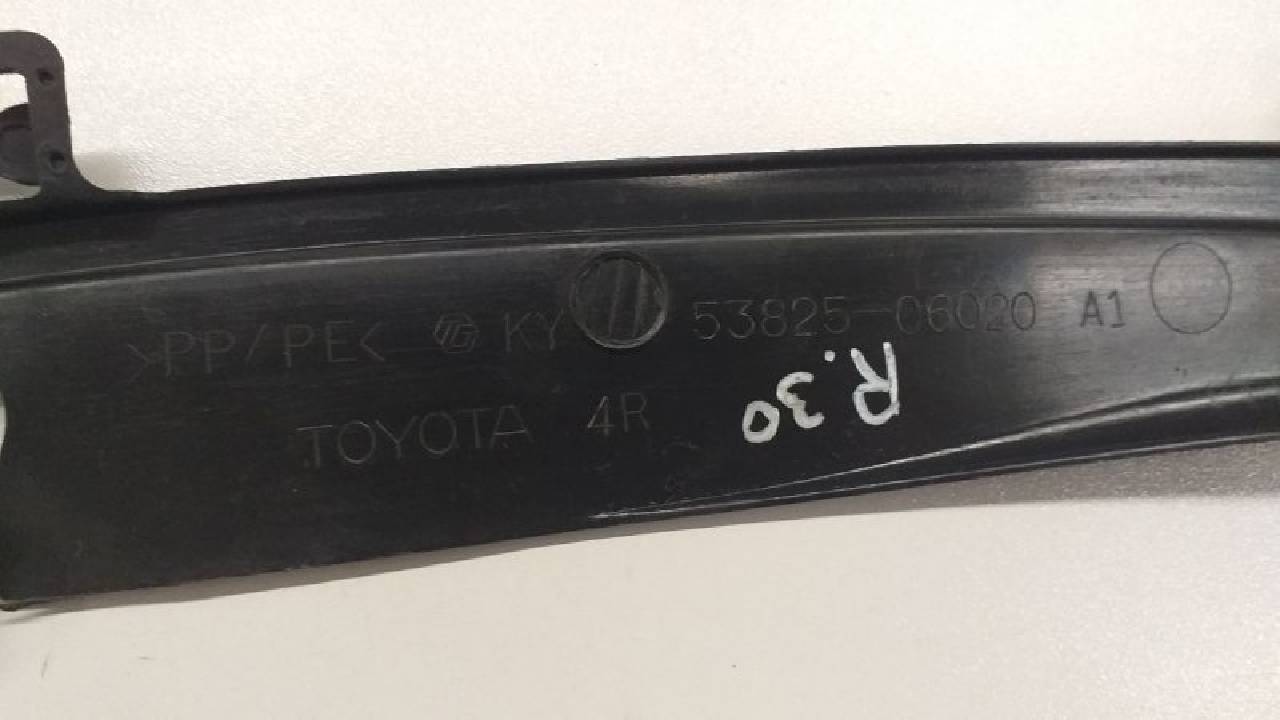 >PP/PE< KY 53825-06020 A1
TOYOTA 4R
R.30